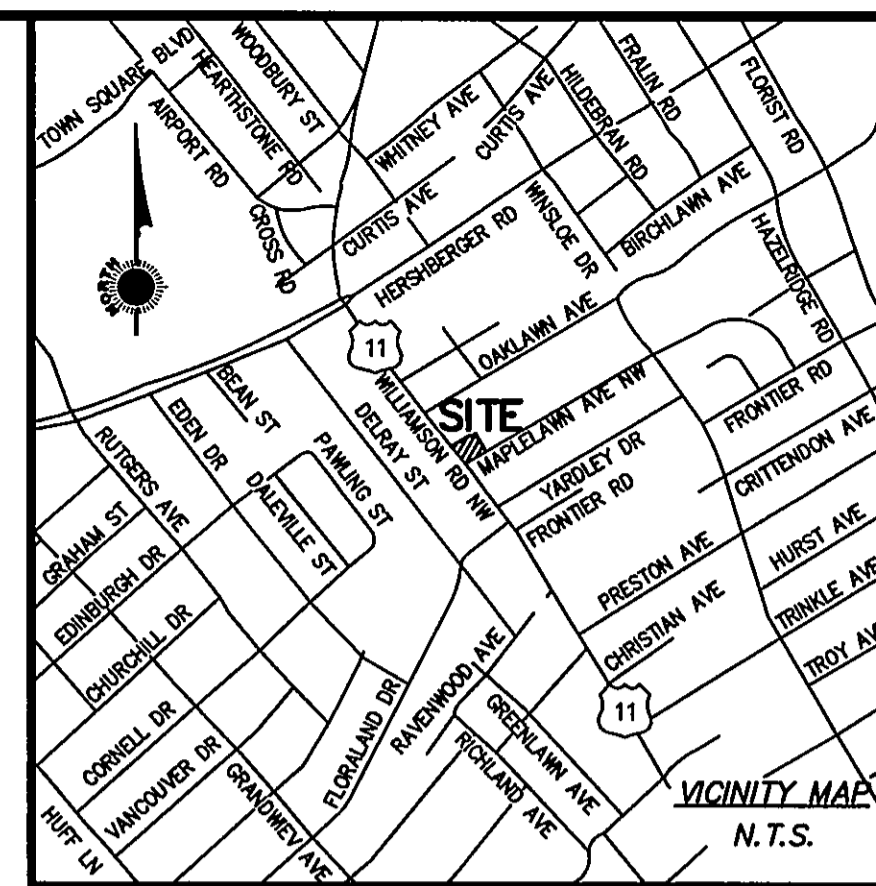 TOWN SQUARE BLVD
HEARTHSTONE RD
WOODBURY ST
AIRPORT RD
WHITNEY AVE
CURTIS AVE
HILDEBRAN RD
FRALIN RD
FLORIST RD
CROSS RD
CURTIS AVE
HERSHBERGER RD
WINSLOE DR
BIRCHLAWN AVE
HAZELRIDGE RD
NORTH
11
OAKLAWN AVE
WILLIAMSON RD NW
SITE
MAPLELAWN AVE NW
BEAN ST
EDEN DR
DELRAY ST
PAWLING ST
RUTGERS AVE
DALEVILLE ST
YARDLEY DR
FRONTIER RD
FRONTIER RD
CRITTENDON AVE
GRAHAM ST
EDINBURGH DR
PRESTON AVE
HURST AVE
CHURCHILL DR
CHRISTIAN AVE
TRINKLE AVE
TROY AV
CORNELL DR
VANCOUVER DR
GRANDWIEV AVE
FLORALAND DR
RAVENWOOD AVE
GREENLAWN AVE
RICHLAND AVE
11
HUFF LN
VICINITY MAP
N.T.S.